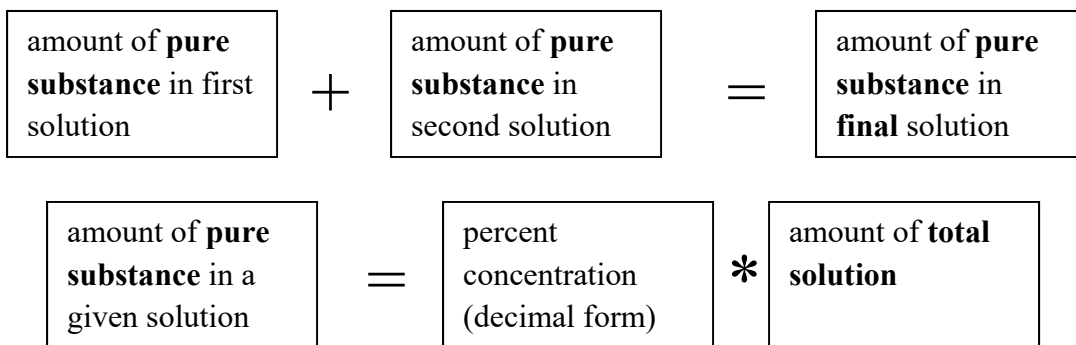 amount of pure
substance in first
solution
+
amount of pure
substance in
second solution
=
amount of pure
substance in
final solution
amount of pure
substance in a
given solution
=
percent
concentration
(decimal form)
*
amount of total
solution